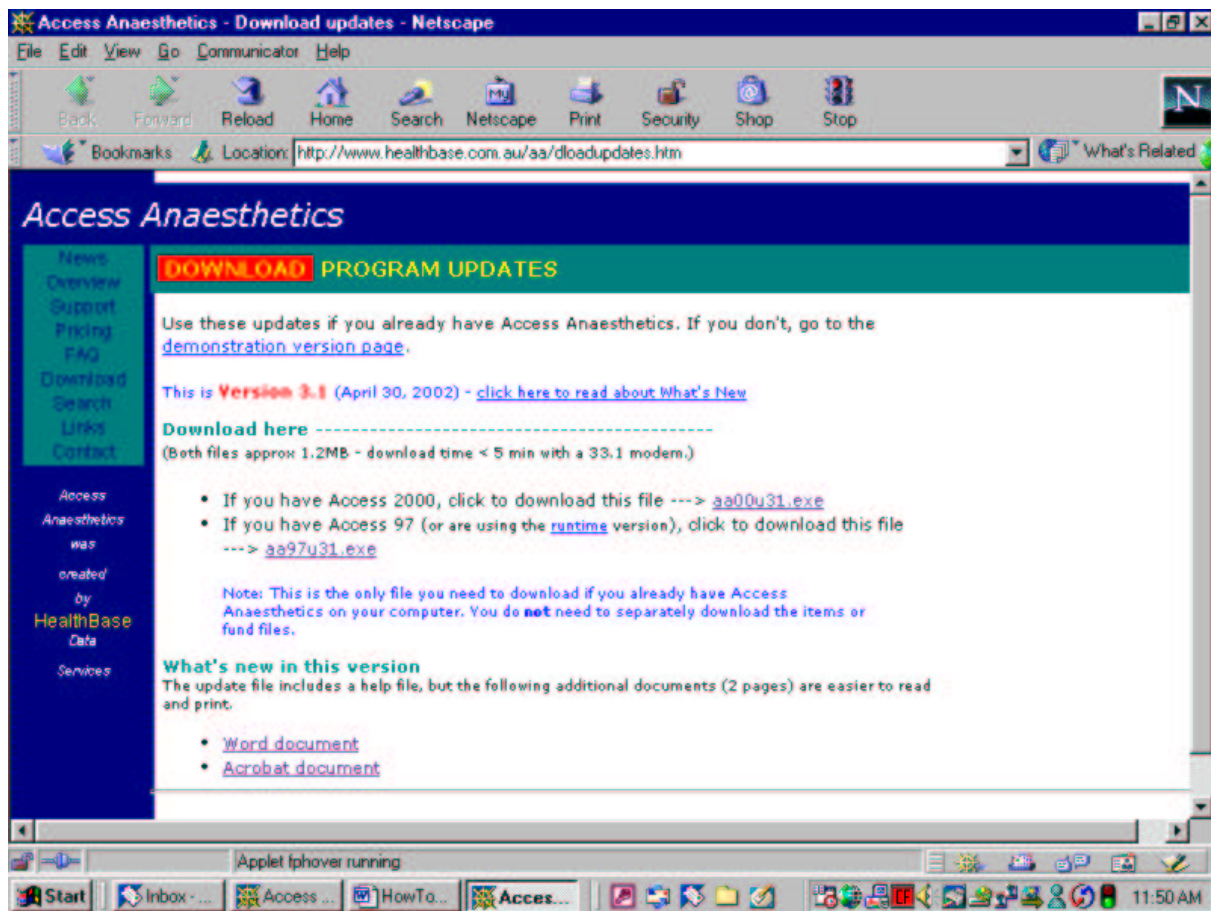 Access Anaesthetics - Download updates - Netscape
File Edit View Go Communicator Help
Back Forward Reload Home Search Netscape Print Security Shop Stop
My
N
Bookmarks Location: http://www.healthbase.com.au/aa/dloadupdates.htm What's Related
Access Anaesthetics
News
Overview
Support
Pricing
FAQ
Download
Search
Links
Contact
Access
Anaesthetics
was
created
by
HealthBase
Data
Services
DOWNLOAD PROGRAM UPDATES
Use these updates if you already have Access Anaesthetics. If you don't, go to the
demonstration version page.
This is Version 3.1 (April 30, 2002) - click here to read about What's New
Download here --------------------------------------------
(Both files approx 1.2MB - download time < 5 min with a 33.1 modem.)
• If you have Access 2000, click to download this file ---> aa00u31.exe
• If you have Access 97 (or are using the runtime version), click to download this file
---> aa97u31.exe
Note: This is the only file you need to download if you already have Access
Anaesthetics on your computer. You do not need to separately download the items or
fund files.
What's new in this version
The update file includes a help file, but the following additional documents (2 pages) are easier to read
and print.
• Word document
• Acrobat document
Applet fphover running
Start Inbox - ... Access ... HowTo... Acces... CF 11:50 AM